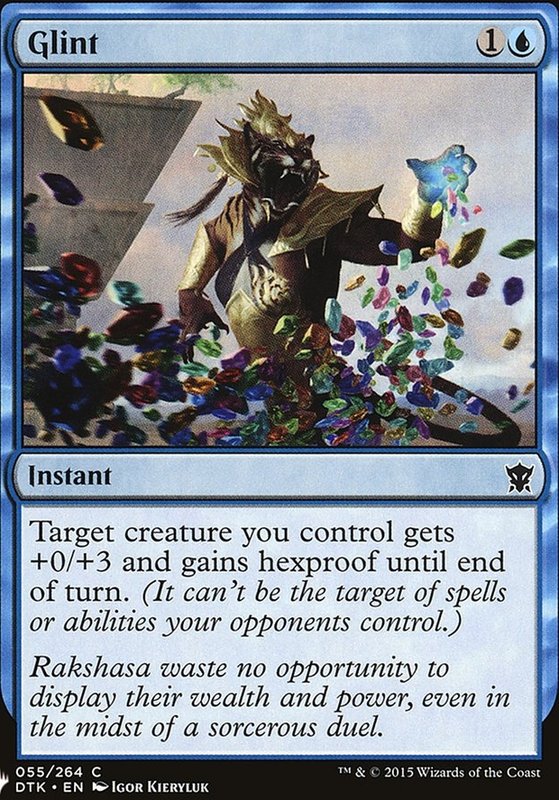 Glint 1
Instant
Target creature you control gets
+0/+3 and gains hexproof until end
of turn. (It can't be the target of spells
or abilities your opponents control.)
Rakshasa waste no opportunity to
display their wealth and power, even in
the midst of a sorcerous duel.
055/264 C
DTK • EN Igor Kieryluk
™ & © 2015 Wizards of the Coast